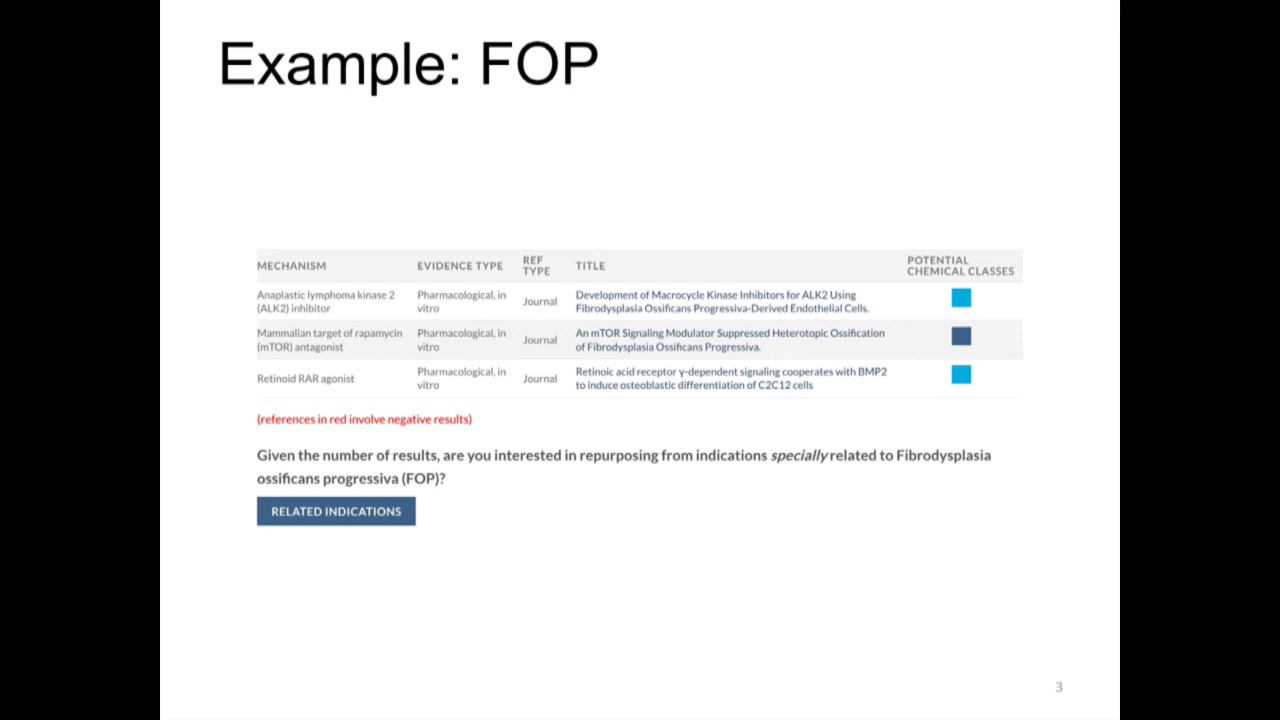 Example: FOP
MECHANISM EVIDENCE TYPE REF TYPE TITLE POTENTIAL CHEMICAL CLASSES
Anaplastic lymphoma kinase 2 Pharmacological, in Journal Development of Macrocycle Kinase Inhibitors for ALK2 Using
(ALK2) inhibitor vitro Fibrodysplasia Ossificans Progressiva-Derived Endothelial Cells.
Mammalian target of rapamycin Pharmacological, in Journal An mTOR Signaling Modulator Suppressed Heterotopic Ossification
(mTOR) antagonist vitro of Fibrodysplasia Ossificans Progressiva.
Retinoid RAR agonist Pharmacological, in Journal Retinoic acid receptor γ-dependent signaling cooperates with BMP2
vitro to induce osteoblastic differentiation of C2C12 cells
(references in red involve negative results)
Given the number of results, are you interested in repurposing from indications specially related to Fibrodysplasia
ossificans progressiva (FOP)?
RELATED INDICATIONS
3